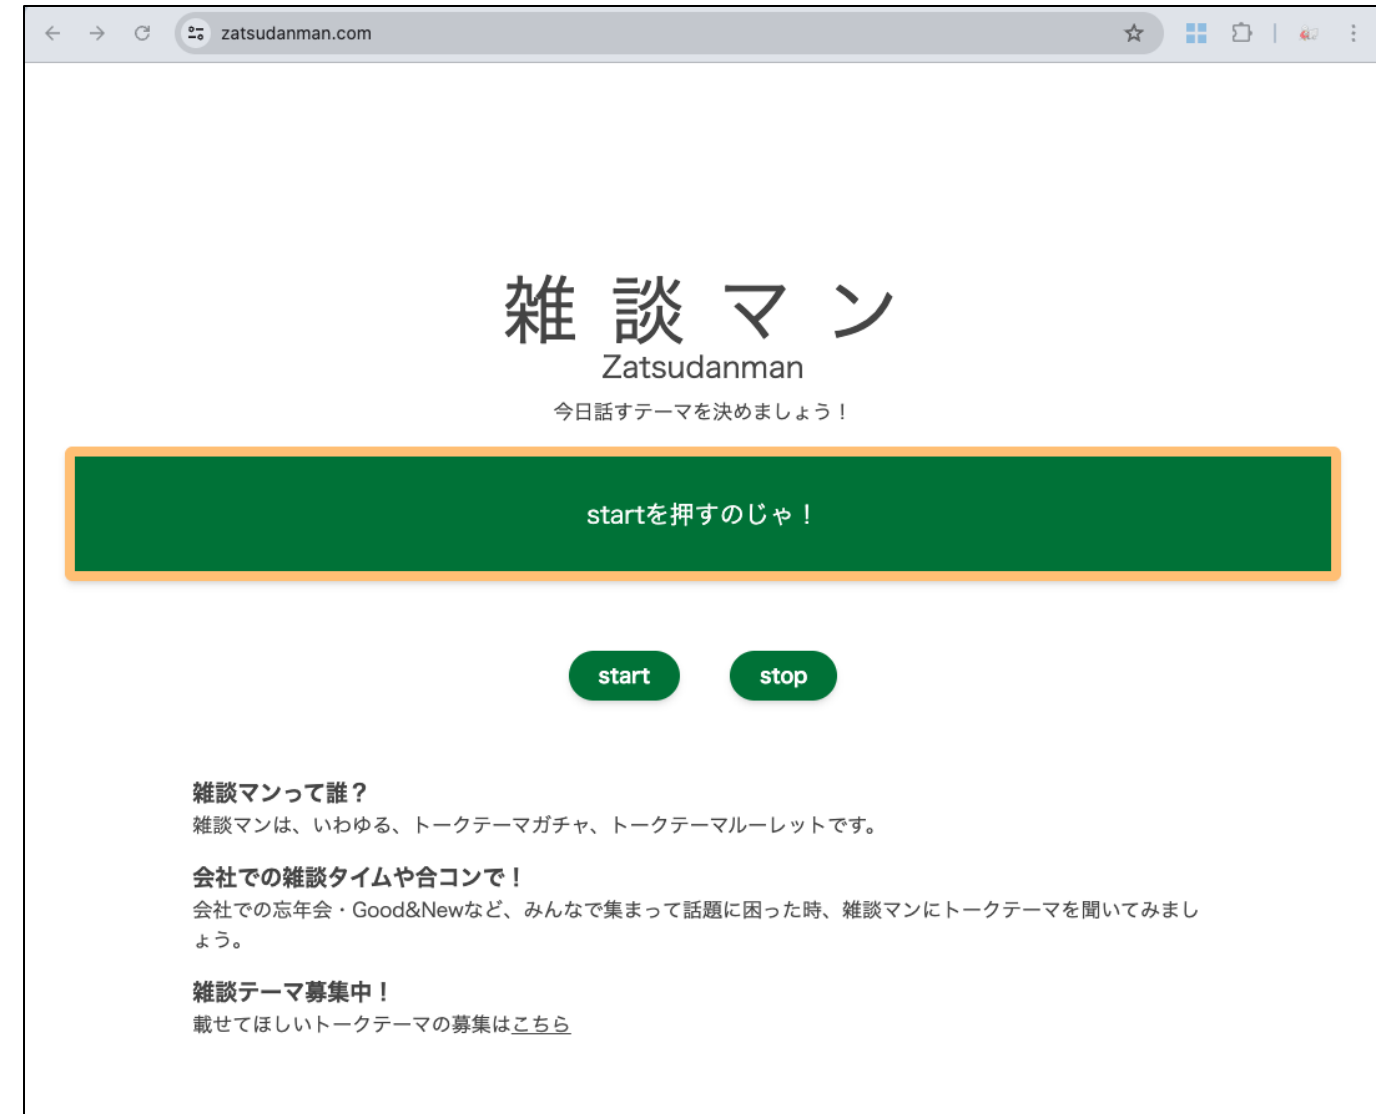 zatsudanman.com
雑談マン
Zatsudanman
今日話すテーマを決めましょう！
startを押すのじゃ！
start stop
雑談マンって誰？
雑談マンは、いわゆる、トークテーマガチャ、トークテーマルーレットです。
会社での雑談タイムや合コンで！
会社での忘年会・Good&Newなど、みんなで集まって話題に困った時、雑談マンにトークテーマを聞いてみまし
ょう。
雑談テーマ募集中！
載せてほしいトークテーマの募集はこちら